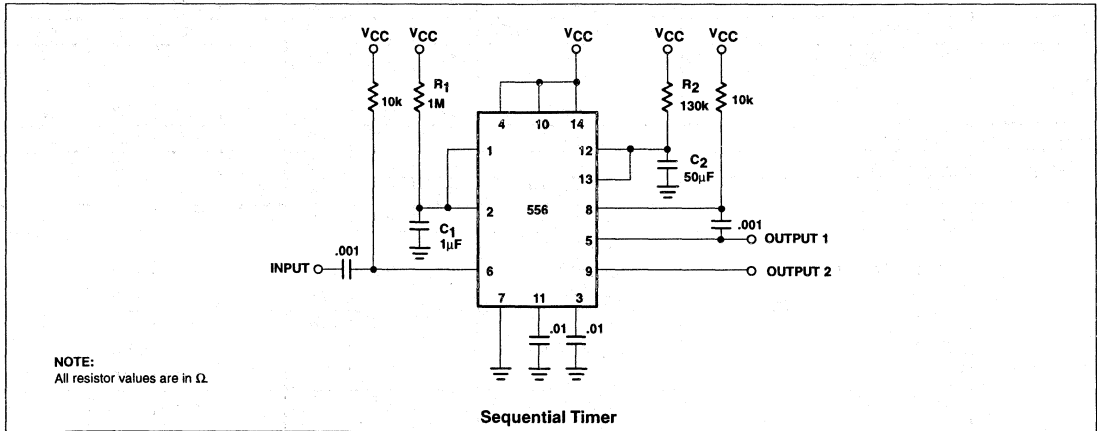 VCC VCC VCC VCC VCC
10k R1 1M R2 130k 10k
4 10 14
1 12
13
C2 50µF
2 556 8
C1 1µF
.001
5 OUTPUT 1
.001
INPUT 6 9 OUTPUT 2
7 11 3
.01 .01
NOTE:
All resistor values are in Ω.
Sequential Timer